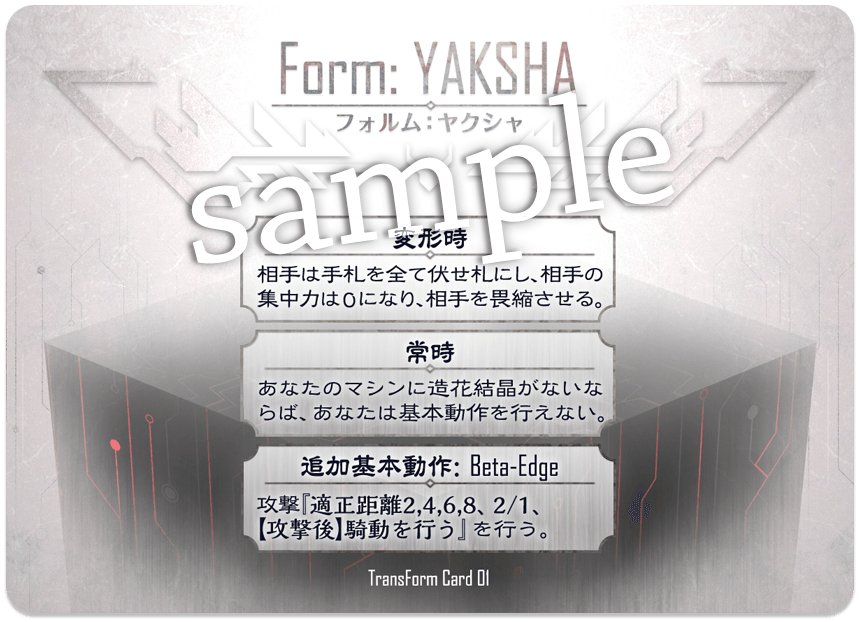 Form: YAKSHA
フォルム：ヤクシャ
sample
変形時
相手は手札を全て伏せ札にし、相手の
集中力は0になり、相手を畏縮させる。
常時
あなたのマシンに造花結晶がないな
らば、あなたは基本動作を行えない。
追加基本動作: Beta-Edge
攻撃『適正距離2,4,6,8、2/1、
【攻撃後】騎動を行う』を行う。
TransForm Card 01